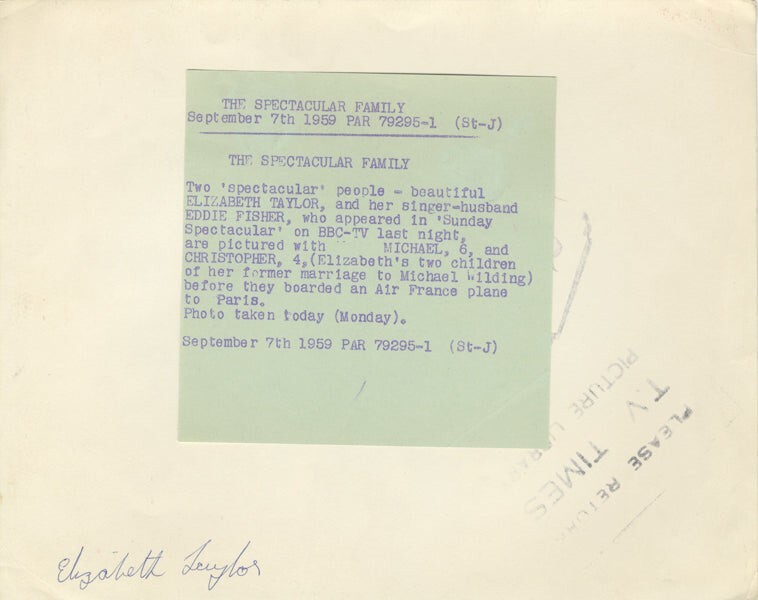 THE SPECTACULAR FAMILY
September 7th 1959 PAR 79295-1 (St-J)
THE SPECTACULAR FAMILY
Two 'spectacular' people - beautiful
ELIZABETH TAYLOR, and her singer-husband
EDDIE FISHER, who appeared in 'Sunday
Spectacular' on BBC-TV last night,
are pictured with MICHAEL, 6, and
CHRISTOPHER, 4,(Elizabeth's two children
of her former marriage to Michael Wilding)
before they boarded an Air France plane
to Paris.
Photo taken today (Monday).
September 7th 1959 PAR 79295-1 (St-J)
PLEASE RETURN
T.V TIMES
PICTURE LIBRARY
Elizabeth Taylor